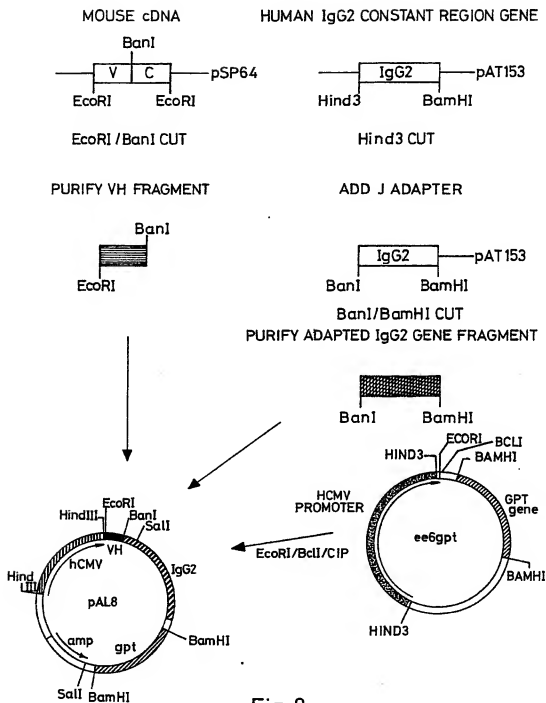 MOUSE cDNA
HUMAN IgG2 CONSTANT REGION GENE
BanI
V C
pSP64
EcoRI EcoRI
IgG2
pAT153
Hind3 BamHI
EcoRI/BanI CUT
Hind3 CUT
PURIFY VH FRAGMENT
ADD J ADAPTER
BanI
EcoRI
IgG2
pAT153
BanI BamHI
BanI/BamHI CUT
PURIFY ADAPTED IgG2 GENE FRAGMENT
BanI BamHI
ECORI
HIND3
BCLI
BAMHI
HCMV
PROMOTER
GPT
gene
ee6gpt
BAMHI
HIND3
EcoRI/BclI/CIP
EcoRI
HindIII
BanI
SalI
VH
hCMV
IgG2
Hind
III
pAL8
amp
gpt
BamHI
SalI BamHI